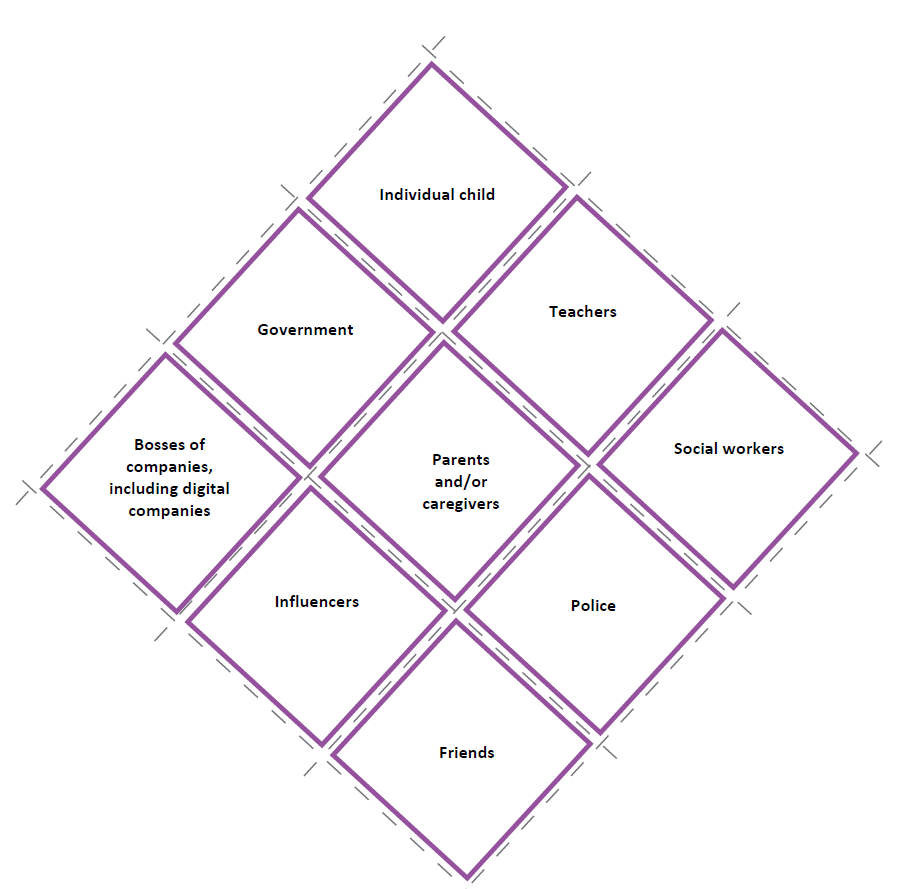 Individual child
Teachers
Government
Social workers
Bosses of
companies,
including digital
companies
Parents
and/or
caregivers
Influencers
Police
Friends